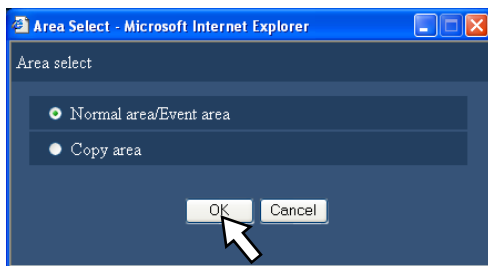 Area Select - Microsoft Internet Explorer
Area select
Normal area/Event area
Copy area
OK Cancel